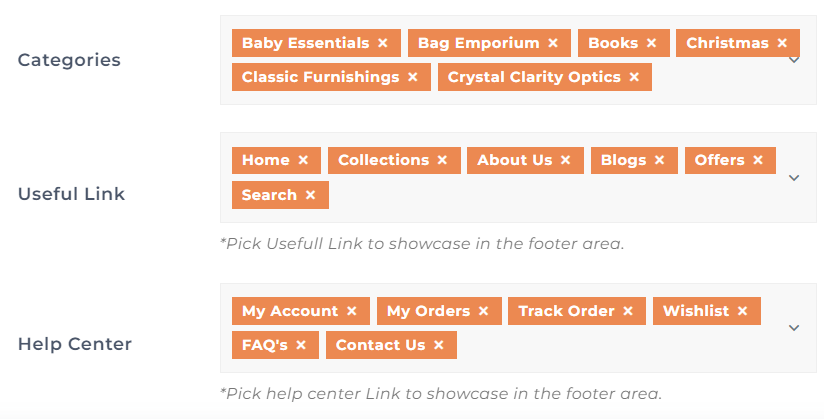 Categories
Baby Essentials × Bag Emporium × Books × Christmas ×
Classic Furnishings × Crystal Clarity Optics ×
Useful Link
Home × Collections × About Us × Blogs × Offers ×
Search ×
*Pick Usefull Link to showcase in the footer area.
Help Center
My Account × My Orders × Track Order × Wishlist ×
FAQ's × Contact Us ×
*Pick help center Link to showcase in the footer area.